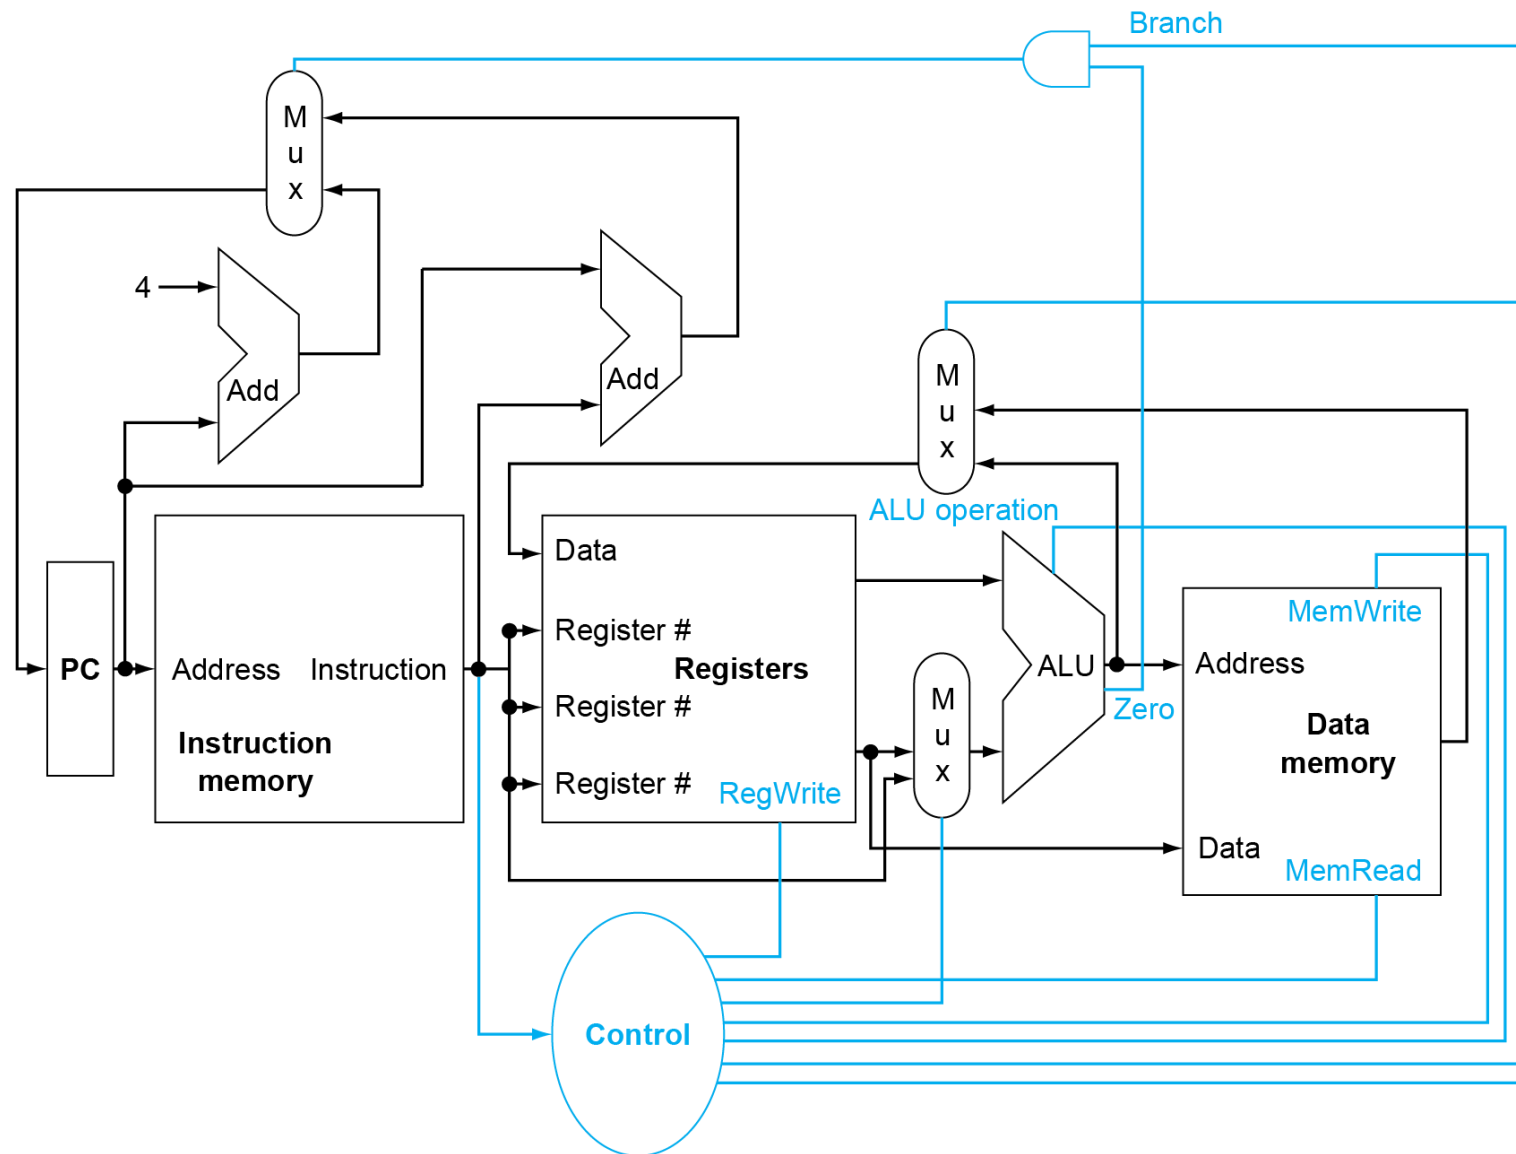 Branch
M
u
x
4
Add
Add
M
u
x
ALU operation
Data
Register #
Registers
Register #
Register #
RegWrite
PC
Address
Instruction
Instruction
memory
M
u
x
ALU
Zero
MemWrite
Address
Data
memory
Data
MemRead
Control